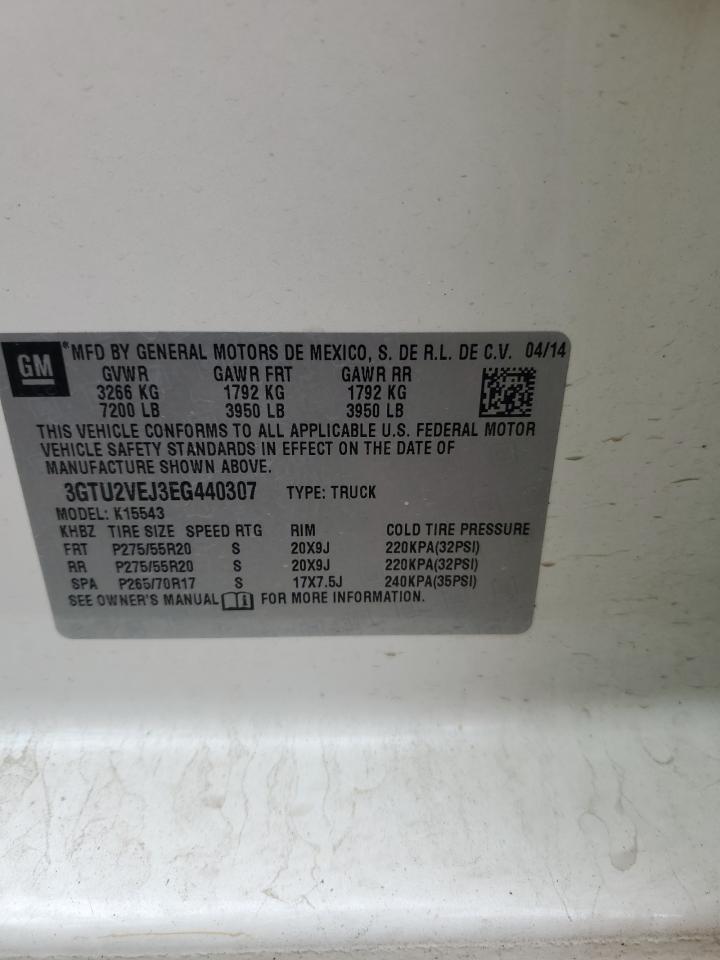 GM *MFD BY GENERAL MOTORS DE MEXICO, S. DE R.L. DE C.V. 04/14
GVWR GAWR FRT GAWR RR
3266 KG 1792 KG 1792 KG
7200 LB 3950 LB 3950 LB
THIS VEHICLE CONFORMS TO ALL APPLICABLE U.S. FEDERAL MOTOR
VEHICLE SAFETY STANDARDS IN EFFECT ON THE DATE OF
MANUFACTURE SHOWN ABOVE.
3GTU2VEJ3EG440307 TYPE: TRUCK
MODEL: K15543
KHBZ TIRE SIZE SPEED RTG RIM COLD TIRE PRESSURE
FRT P275/55R20 S 20X9J 220KPA(32PSI)
RR P275/55R20 S 20X9J 220KPA(32PSI)
SPA P265/70R17 S 17X7.5J 240KPA(35PSI)
SEE OWNER'S MANUAL FOR MORE INFORMATION.